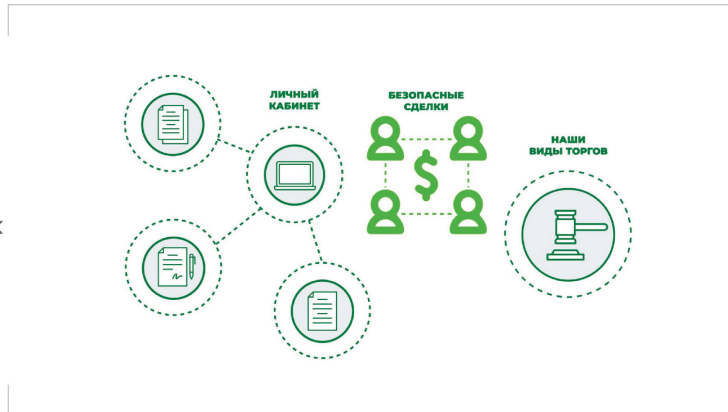 ЛИЧНЫЙ
КАБИНЕТ
БЕЗОПАСНЫЕ
СДЕЛКИ
НАШИ
ВИДЫ ТОРГОВ